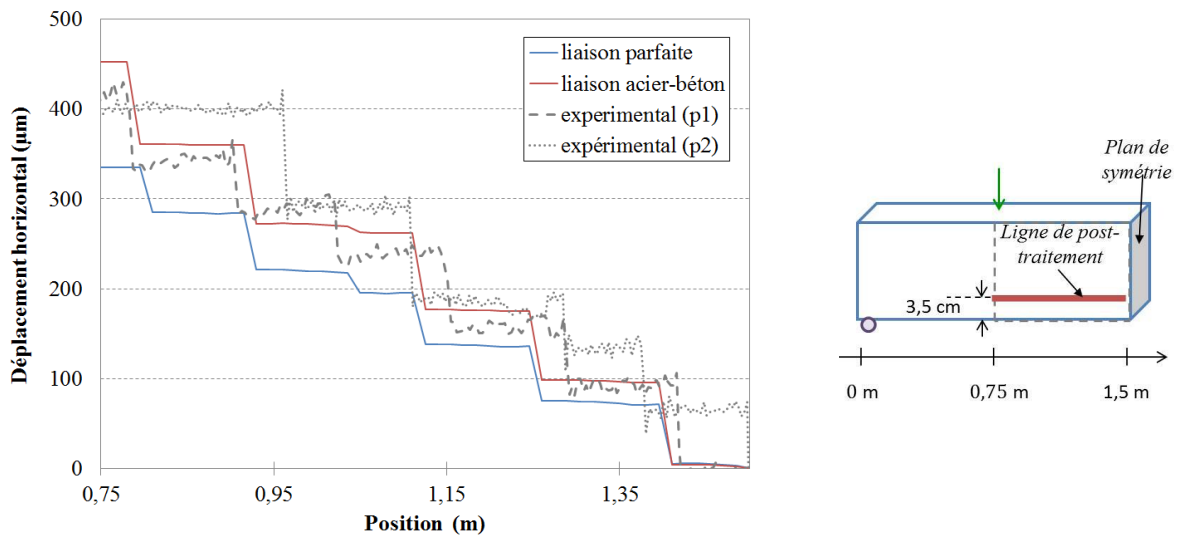 500
400
300
200
100
0
Déplacement horizontal (µm)
liaison parfaite
liaison acier-béton
experimental (p1)
expérimental (p2)
0,75
0,95
1,15
1,35
Position (m)
Plan de
symétrie
Ligne de post-
traitement
3,5 cm
0 m
0,75 m
1,5 m